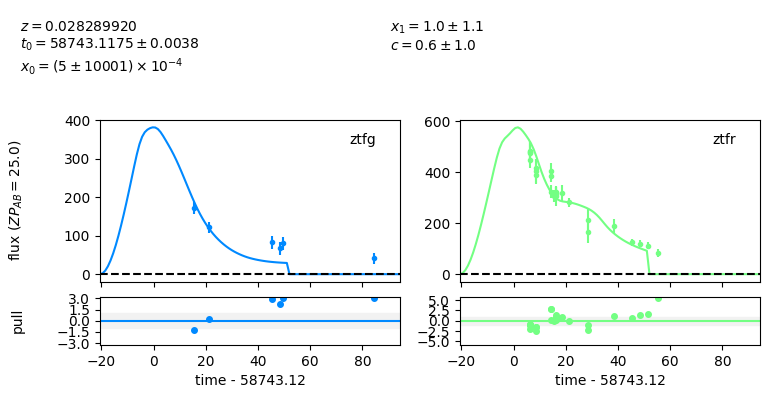 z = 0.028289920
t₀ = 58743.1175 ± 0.0038
x₀ = (5 ± 10001) × 10⁻⁴
x₁ = 1.0 ± 1.1
c = 0.6 ± 1.0
flux (ZP_AB = 25.0)
400
300
200
100
0
ztfg
600
400
200
0
ztfr
pull
3.0
1.5
0.0
−1.5
−3.0
−20 0 20 40 60 80
time - 58743.12
5.0
2.5
0.0
−2.5
−5.0
−20 0 20 40 60 80
time - 58743.12